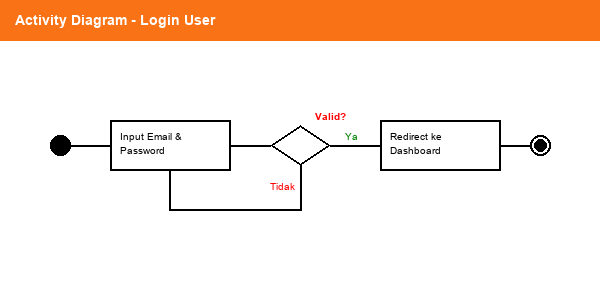 Activity Diagram - Login User
Valid?
Input Email &
Password
Ya
Redirect ke
Dashboard
Tidak